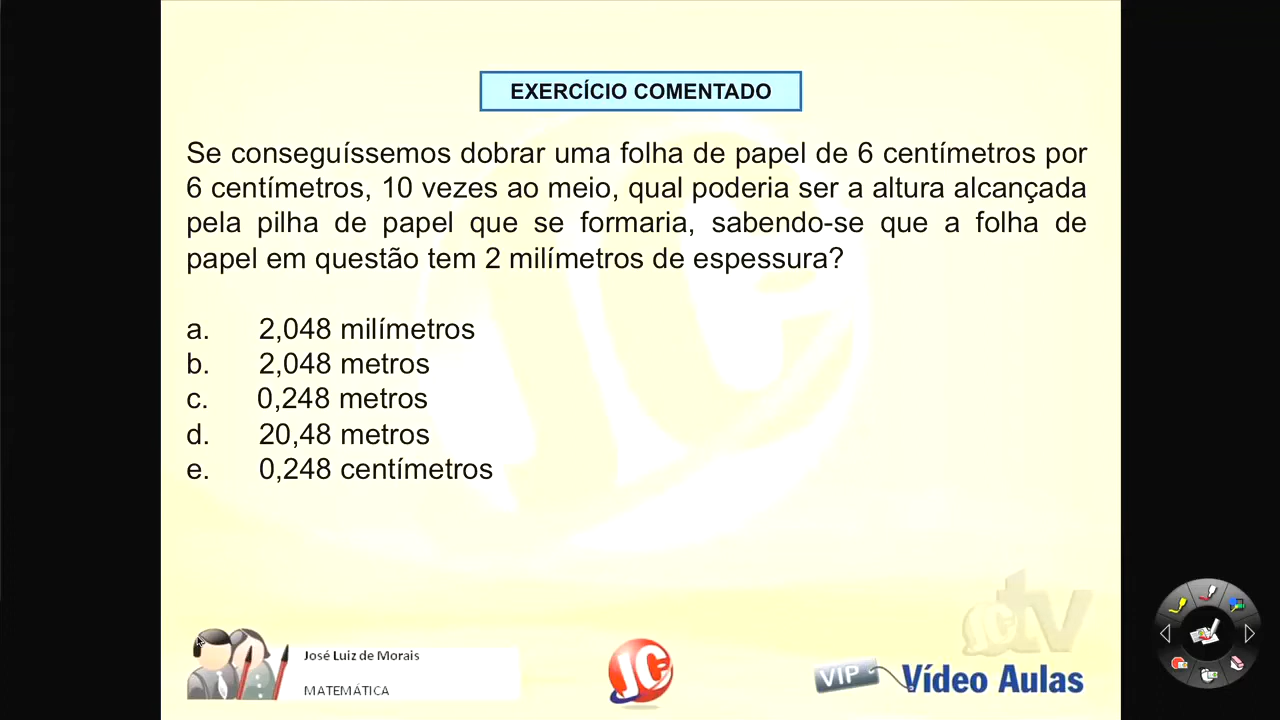 EXERCÍCIO COMENTADO
Se conseguíssemos dobrar uma folha de papel de 6 centímetros por
6 centímetros, 10 vezes ao meio, qual poderia ser a altura alcançada
pela pilha de papel que se formaria, sabendo-se que a folha de
papel em questão tem 2 milímetros de espessura?
a. 2,048 milímetros
b. 2,048 metros
c. 0,248 metros
d. 20,48 metros
e. 0,248 centímetros
JC tv
José Luiz de Morais
MATEMÁTICA
JC
VIP Vídeo Aulas